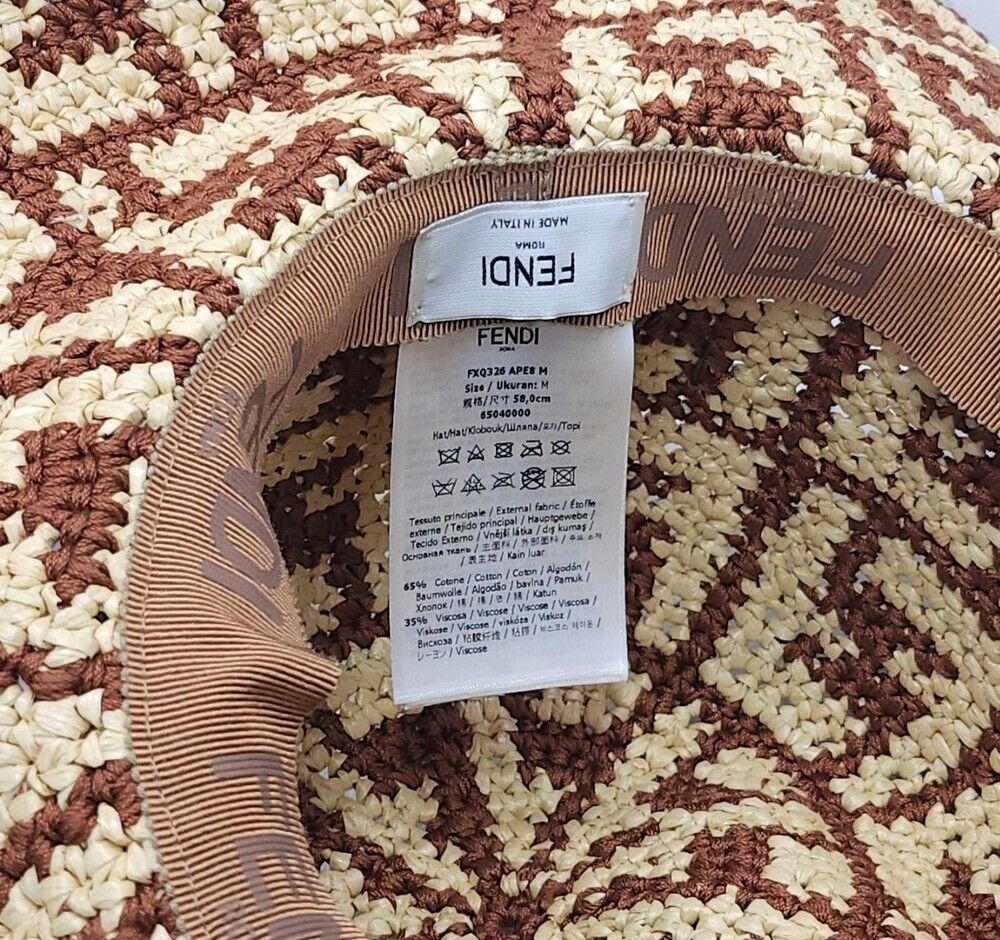 FENDI
ROMA
MADE IN ITALY
FENDI
FENDI
ROMA
FXQ326 APE8 M
Size / Ukuran: M
規格/尺寸 58,0cm
65040000
Hat/Hat/Klobouk/Шляпа/모자/Topi
Tessuto principale / External fabric / Étoffe
externe / Tejido principal / Hauptgewebe /
Tecido Externo / Vnější látka / dış kumaş /
Основная ткань / 主面料 / 外部面料 / 주요 소재
/ 表生地 / Kain luar
65% Cotone / Cotton / Coton / Algodón /
Baumwolle / Algodão / bavlna / Pamuk /
Хлопок / 棉 / 棉 / 면 / 綿 / Katun
35% Viscosa / Viscose / Viscose / Viscosa /
Viskose / Viscose / viskóza / Viskoz /
Вискоза / 粘胶纤维 / 粘膠 / 비스코스 레이온 /
レーヨン / Viscose